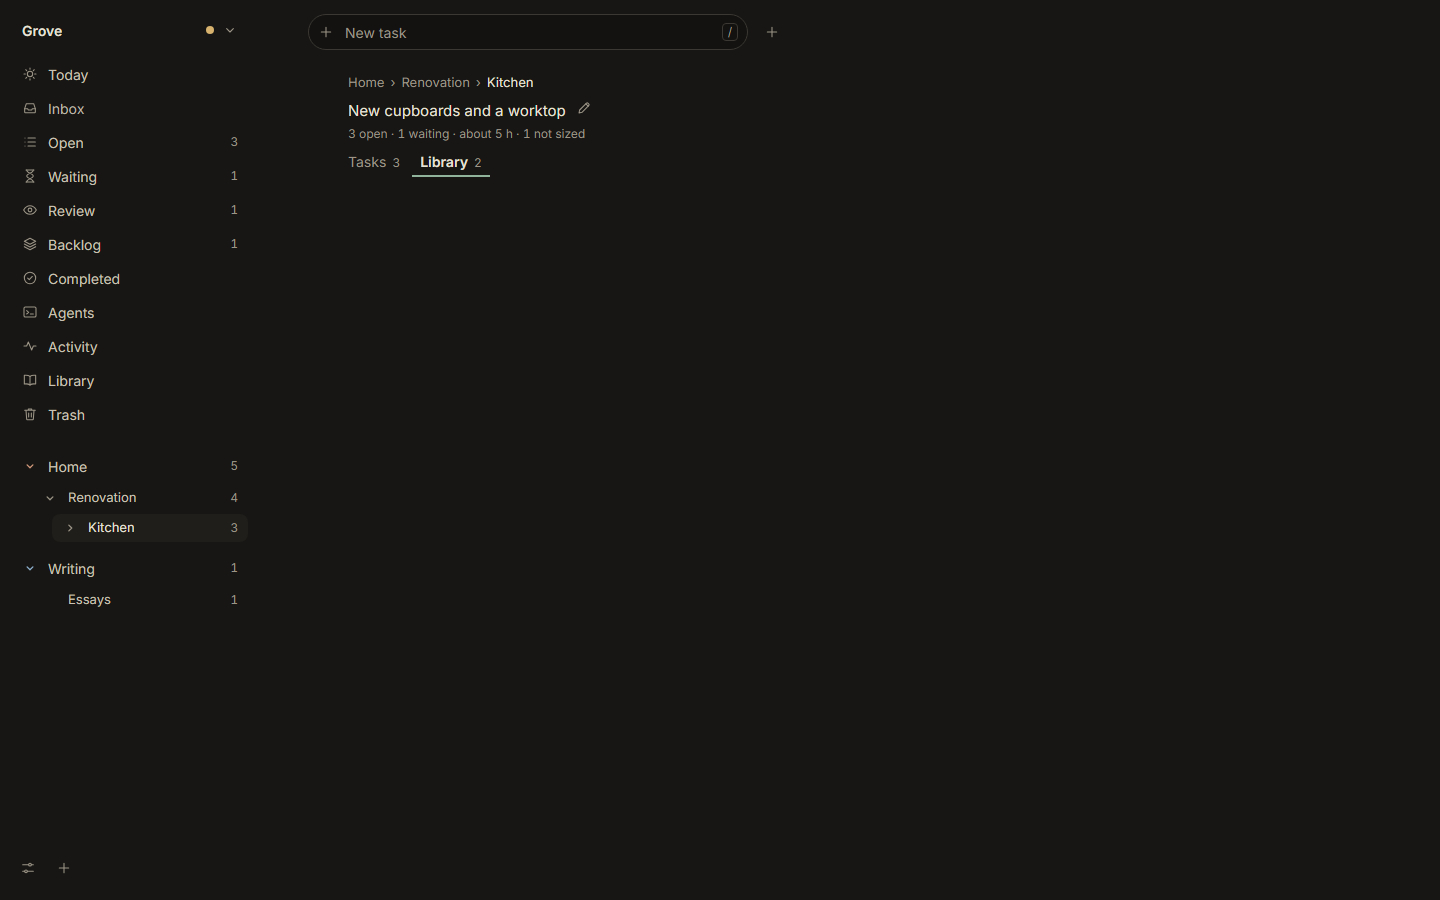 Grove
Today
Inbox
Open 3
Waiting 1
Review 1
Backlog 1
Completed
Agents
Activity
Library
Trash
Home 5
Renovation 4
Kitchen 3
Writing 1
Essays 1
New task /
Home › Renovation › Kitchen
New cupboards and a worktop
3 open · 1 waiting · about 5 h · 1 not sized
Tasks 3 Library 2